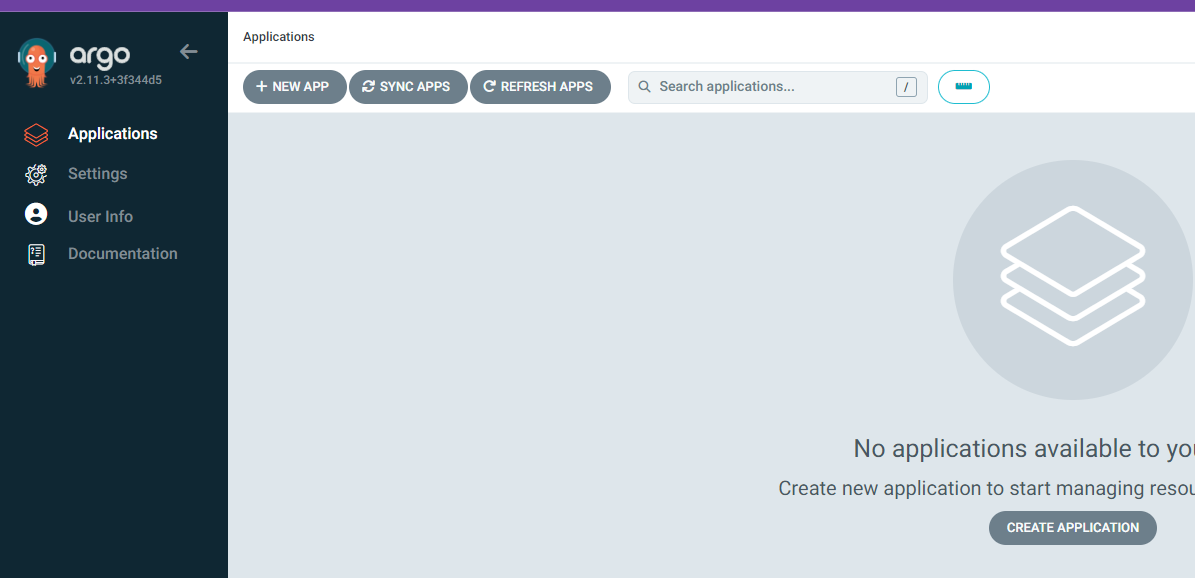 argo
v2.11.3+3f344d5
Applications
Settings
User Info
Documentation
Applications
+ NEW APP
SYNC APPS
REFRESH APPS
Search applications...
/
No applications available to you
Create new application to start managing
CREATE APPLICATION